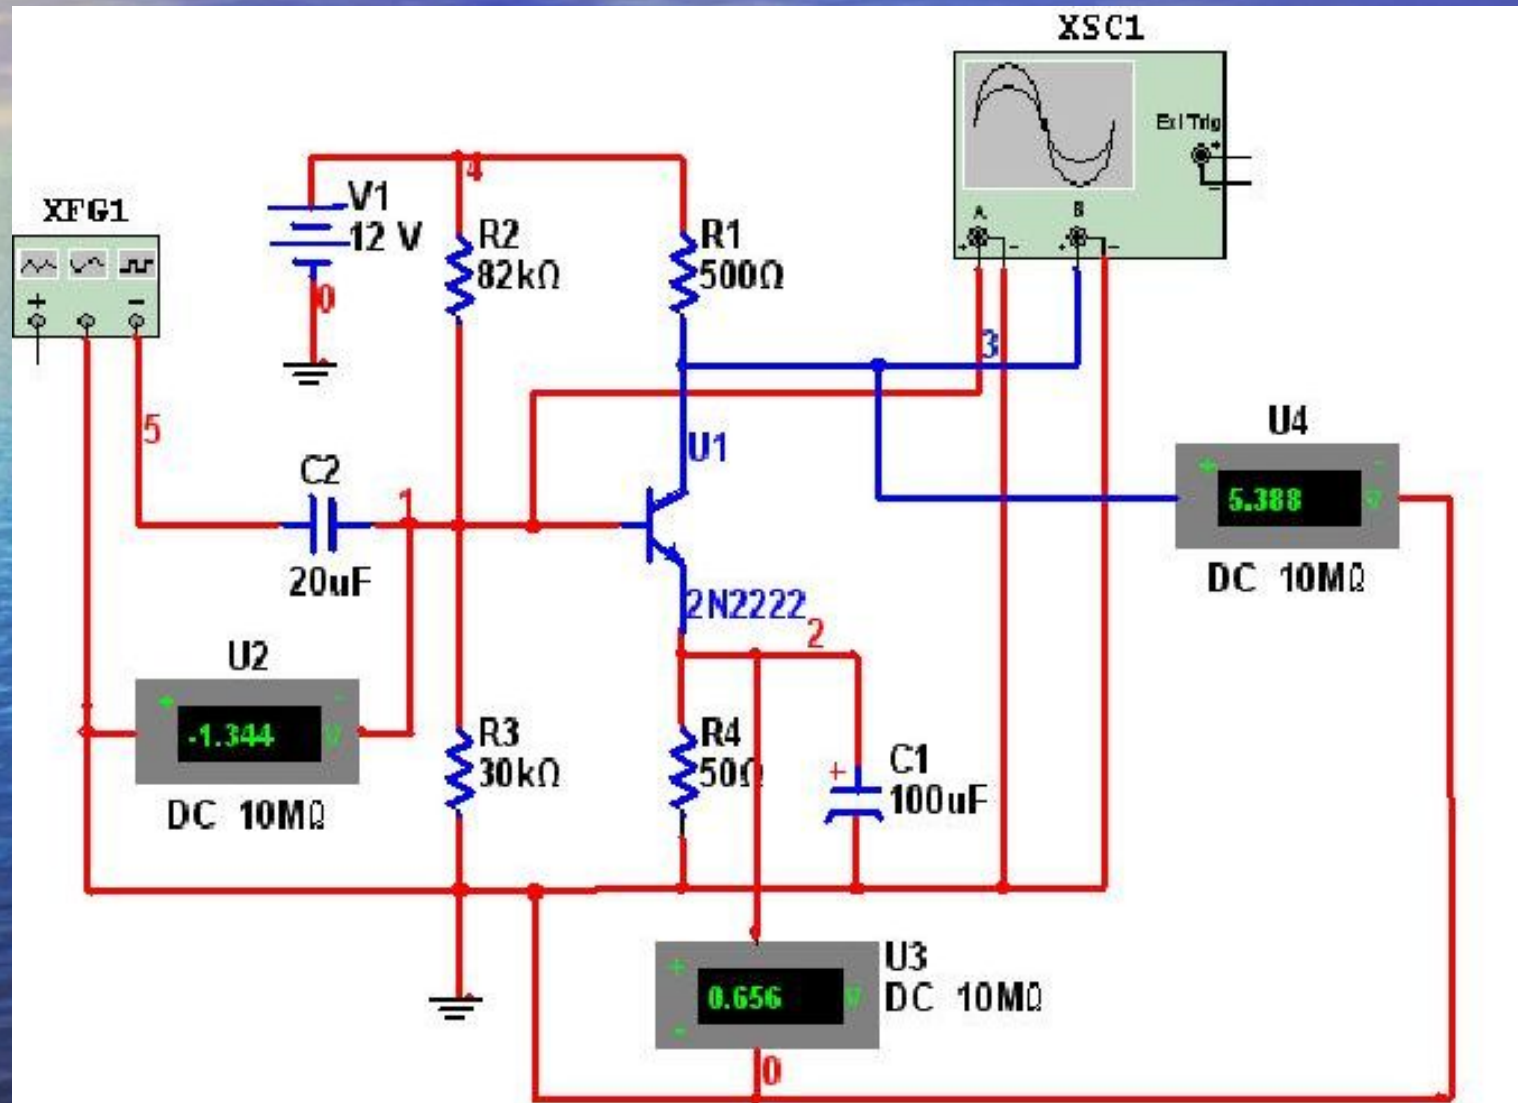 XSC1
Ext Trig
+
-
A
B
+ - + -
XFG1
+ -
V1
12 V
4
0
R2
82kΩ
R1
500Ω
3
5
C2
20uF
1
U1
2N2222
2
U4
+ -
5.388
V
DC 10MΩ
U2
+ -
-1.344
V
DC 10MΩ
R3
30kΩ
R4
50Ω
+
C1
100uF
U3
DC 10MΩ
+
0.656
V
-
0